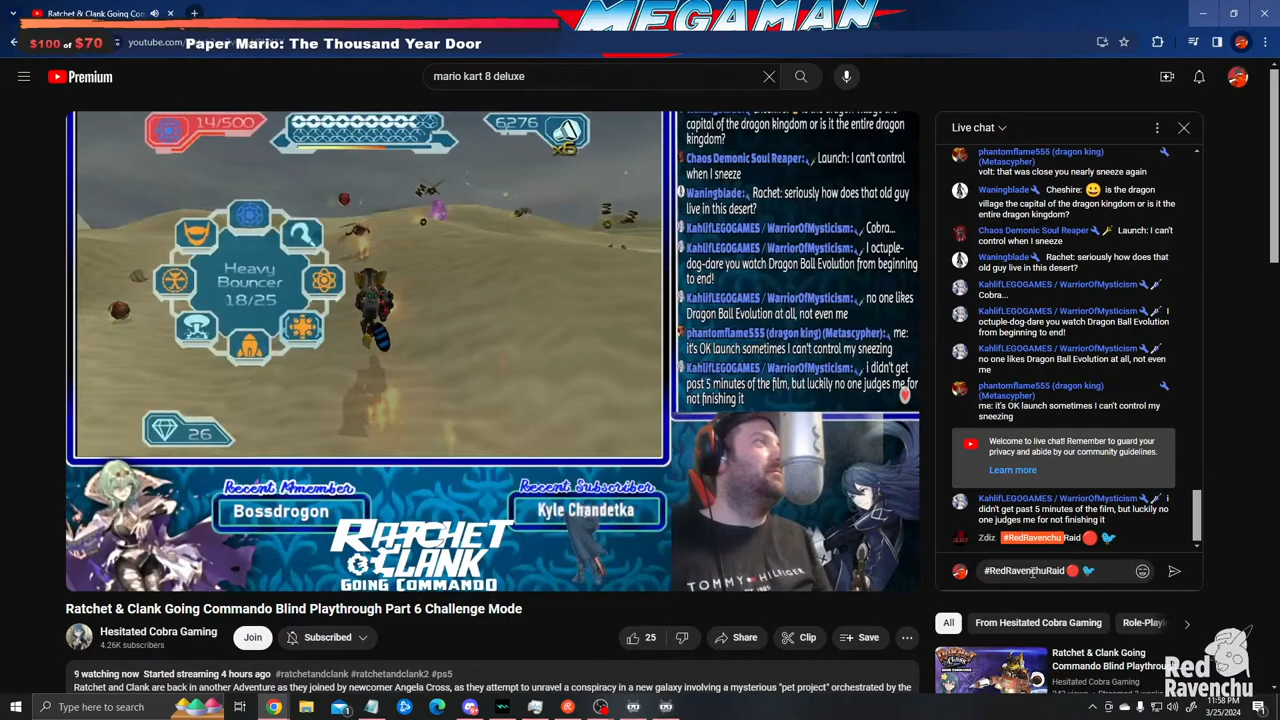 Ratchet & Clank Going Com
MEGAMAN
$100 of $70
youtube.com/
Paper Mario: The Thousand Year Door
Premium
mario kart 8 deluxe
14/500
6,276
x6
Heavy
Bouncer
18/25
26
capital of the dragon kingdom or is it the entire dragon
kingdom?
Chaos Demonic Soul Reaper: Launch: I can't control
when I sneeze
Waningblade: Rachet: seriously how does that old guy
live in this desert?
KahlifLEGOGAMES / WarriorOfMysticism: Cobra...
KahlifLEGOGAMES / WarriorOfMysticism: I octuple-
dog-dare you watch Dragon Ball Evolution from beginning
to end!
KahlifLEGOGAMES / WarriorOfMysticism: no one likes
Dragon Ball Evolution at all, not even me
phantomflame555 (dragon king) (Metascypher): me:
it's OK launch sometimes I can't control my sneezing
KahlifLEGOGAMES / WarriorOfMysticism: I didn't get
past 5 minutes of the film, but luckily no one judges me for
not finishing it
Recent Mmember
Bossdrogon
Recent Subscriber
Kyle Chandetka
RATCHET
& CLANK
GOING COMMANDO
TOMMY HILFIGER
Live chat
phantomflame555 (dragon king)
(Metascypher)
volt: that was close you nearly sneeze again
Waningblade Cheshire: 😀 is the dragon
village the capital of the dragon kingdom or is it the
entire dragon kingdom?
Chaos Demonic Soul Reaper Launch: I can't
control when I sneeze
Waningblade Rachet: seriously how does that
old guy live in this desert?
KahlifLEGOGAMES / WarriorOfMysticism
Cobra...
KahlifLEGOGAMES / WarriorOfMysticism I
octuple-dog-dare you watch Dragon Ball Evolution
from beginning to end!
KahlifLEGOGAMES / WarriorOfMysticism
no one likes Dragon Ball Evolution at all, not even
me
phantomflame555 (dragon king)
(Metascypher)
me: it's OK launch sometimes I can't control my
sneezing
Welcome to live chat! Remember to guard your
privacy and abide by our community guidelines.
Learn more
KahlifLEGOGAMES / WarriorOfMysticism i
didn't get past 5 minutes of the film, but luckily no
one judges me for not finishing it
Zdiz #RedRavenchu Raid 🔴 🐦
#RedRavenchuRaid 🔴 🐦
Ratchet & Clank Going Commando Blind Playthrough Part 6 Challenge Mode
Hesitated Cobra Gaming
4.26K subscribers
Join
Subscribed
25
Share
Clip
Save
9 watching now Started streaming 4 hours ago #ratchetandclank #ratchetandclank2 #ps5
Ratchet and Clank are back in another Adventure as they joined by newcomer Angela Cross, as they attempt to unravel a conspiracy in a new galaxy involving a mysterious "pet project" orchestrated by the
All
From Hesitated Cobra Gaming
Role-Playi
Ratchet & Clank Going
Commando Blind Playthrough
Hesitated Cobra Gaming
Red
Ravenchu
Type here to search
11:58 PM
3/25/2024